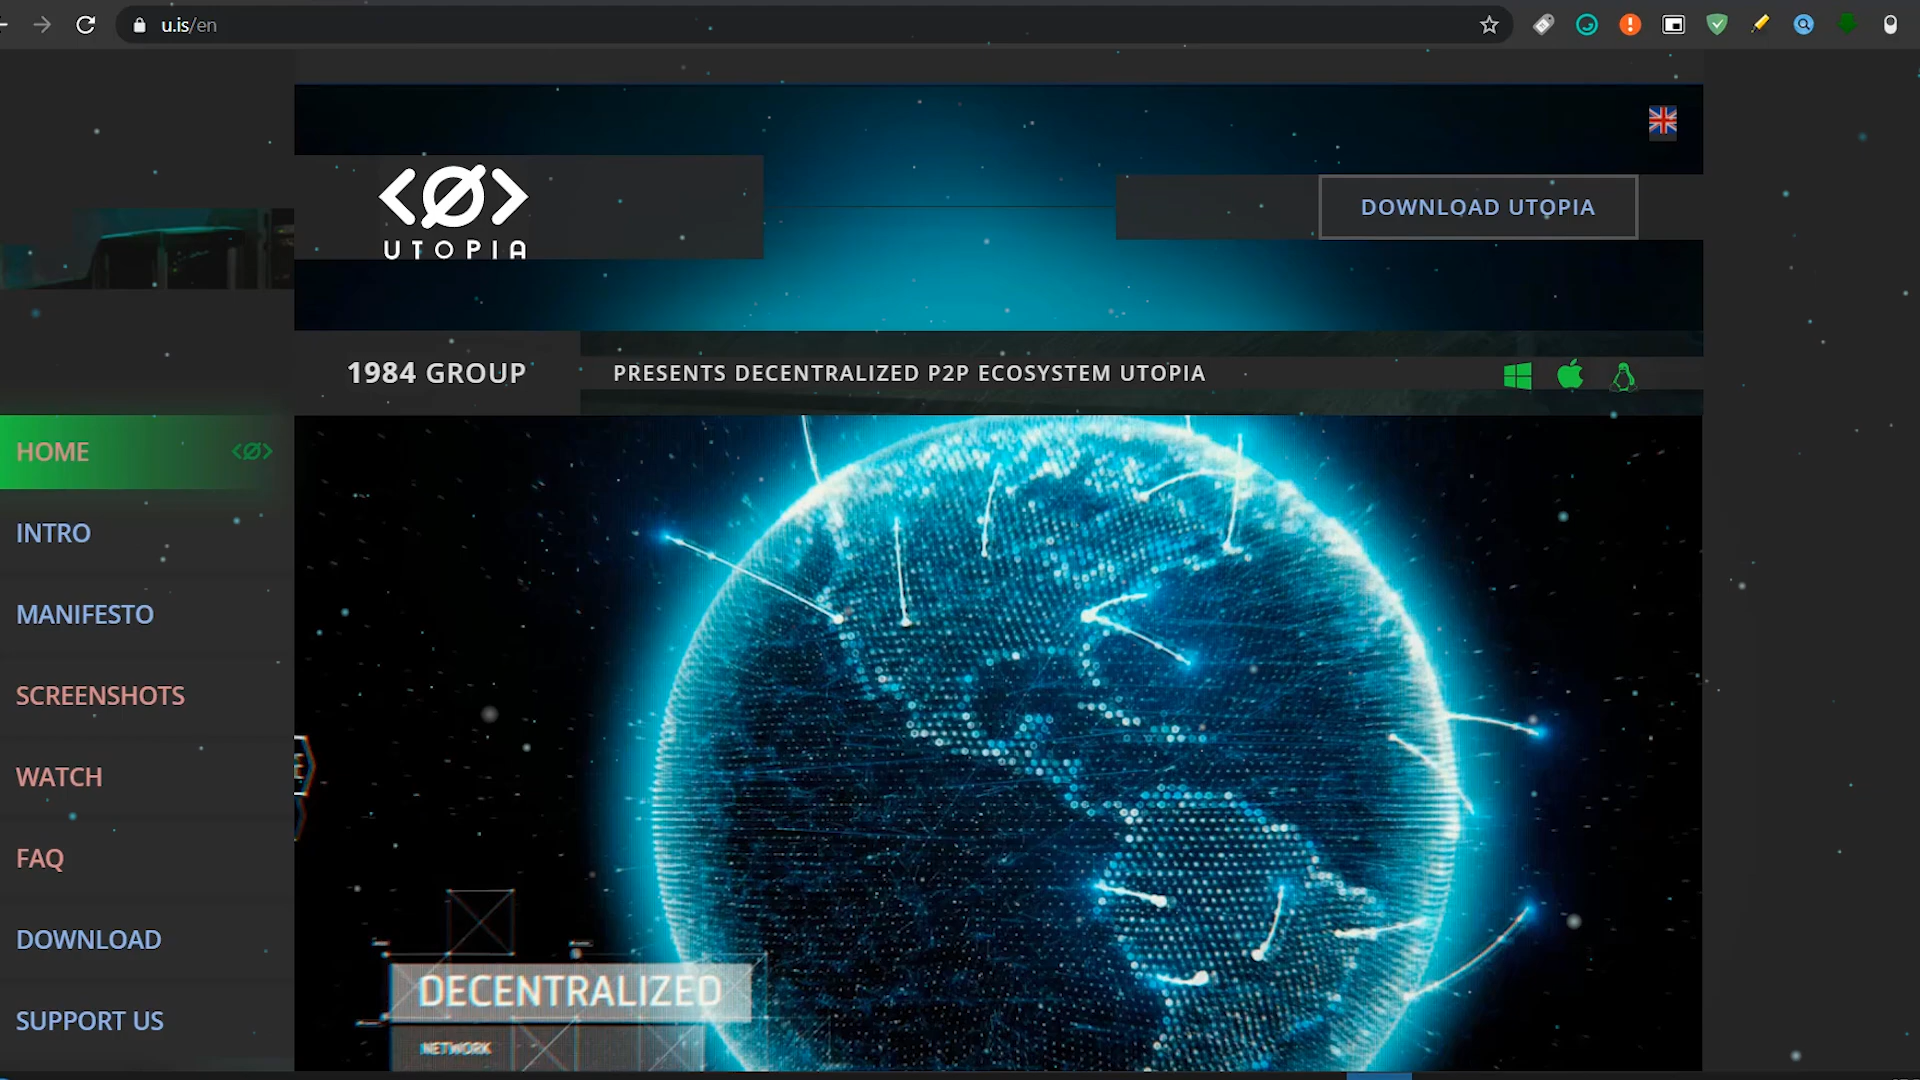 u.is/en
UTOPIA
DOWNLOAD UTOPIA
1984 GROUP
PRESENTS DECENTRALIZED P2P ECOSYSTEM UTOPIA
HOME
INTRO
MANIFESTO
SCREENSHOTS
WATCH
FAQ
DOWNLOAD
SUPPORT US
DECENTRALIZED
NETWORK